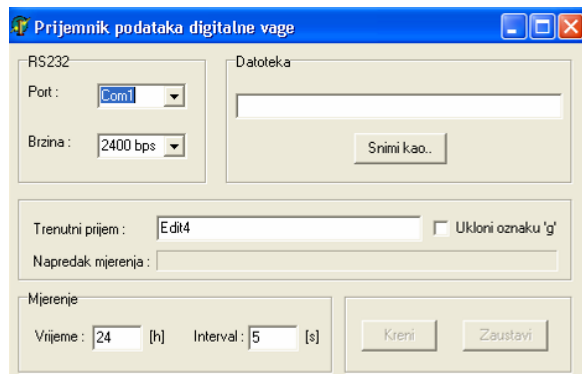 Prijemnik podataka digitalne vage
RS232
Port :
Com1
Brzina :
2400 bps
Datoteka
Snimi kao..
Trenutni prijem :
Edit4
Ukloni oznaku 'g'
Napredak mjerenja :
Mjerenje
Vrijeme : 24 [h] Interval : 5 [s]
Kreni
Zaustavi